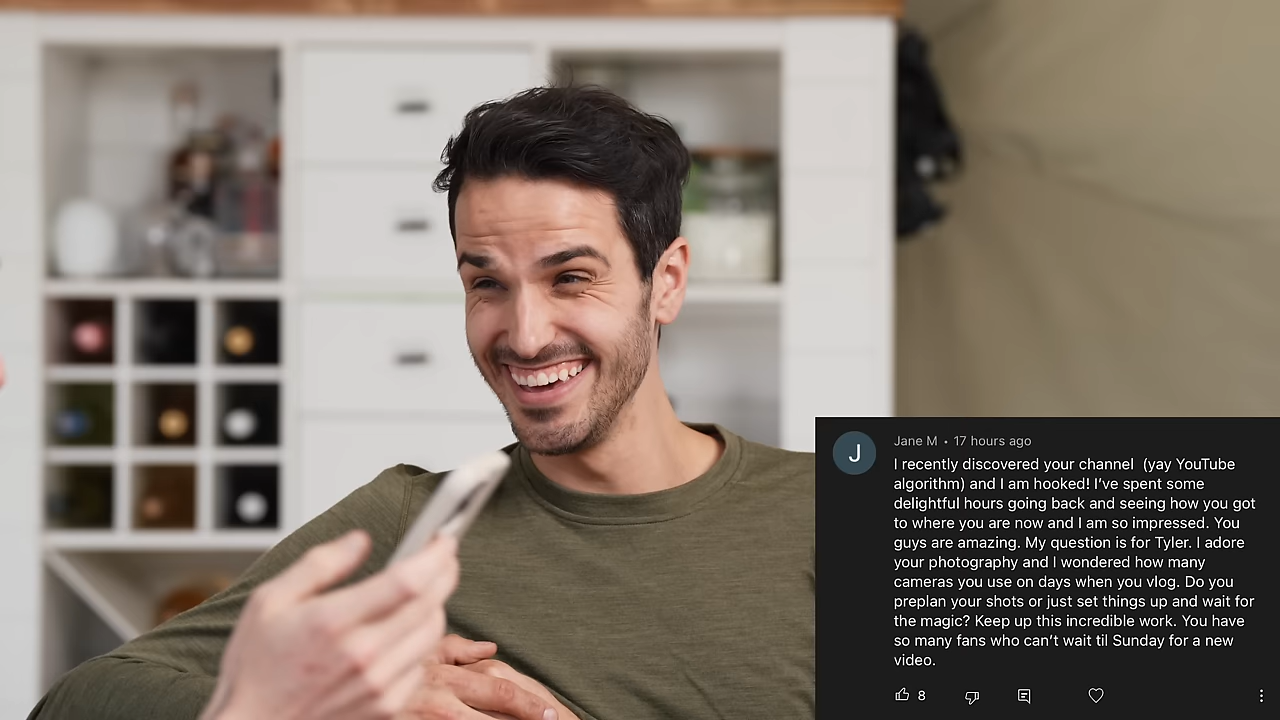 J
Jane M • 17 hours ago
I recently discovered your channel  (yay YouTube
algorithm) and I am hooked! I’ve spent some
delightful hours going back and seeing how you got
to where you are now and I am so impressed. You
guys are amazing. My question is for Tyler. I adore
your photography and I wondered how many
cameras you use on days when you vlog. Do you
preplan your shots or just set things up and wait for
the magic? Keep up this incredible work. You have
so many fans who can’t wait til Sunday for a new
video.
8